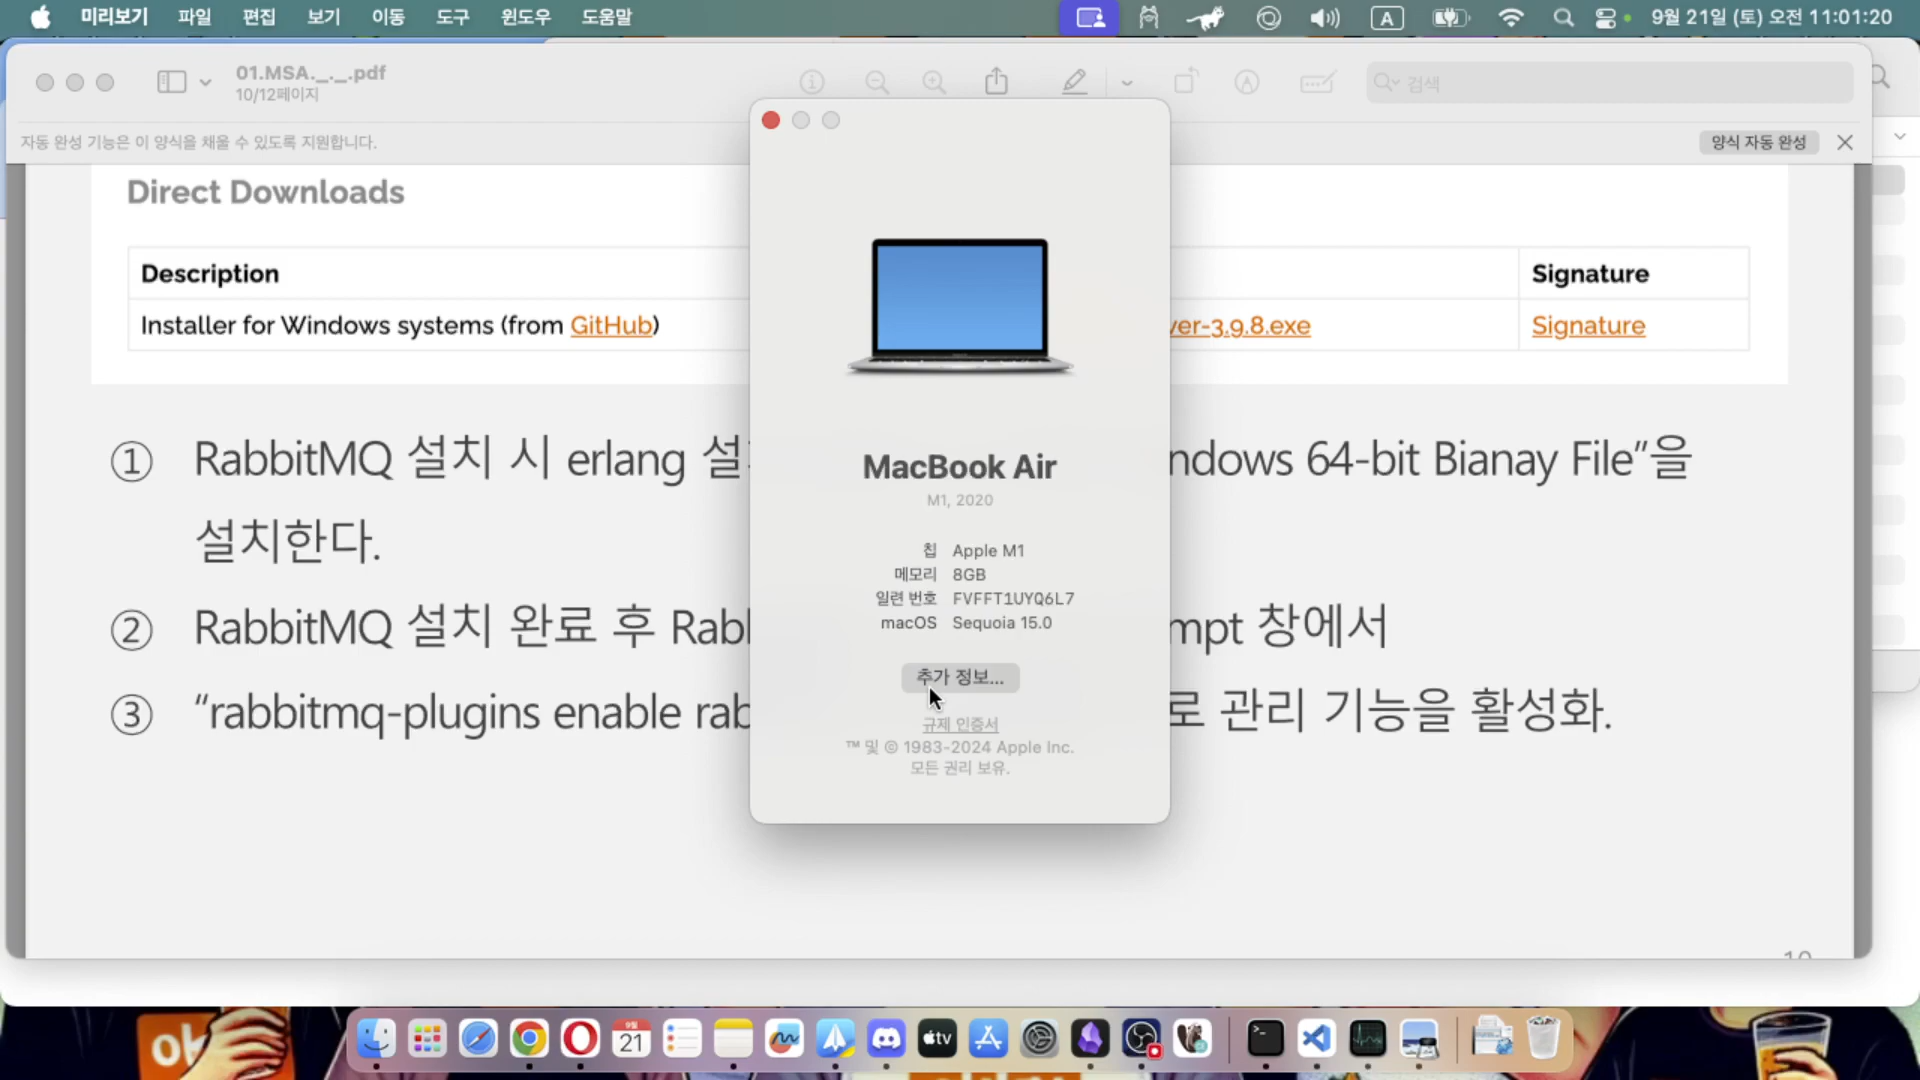 미리보기 파일 편집 보기 이동 도구 윈도우 도움말 A 9월 21일 (토) 오전 11:01:20
01.MSA._._.pdf
10/12페이지
검색
자동 완성 기능은 이 양식을 채울 수 있도록 지원합니다.
양식 자동 완성
Direct Downloads
Description Signature
Installer for Windows systems (from GitHub) ver-3.9.8.exe Signature
① RabbitMQ 설치 시 erlang 설 ndows 64-bit Bianay File”을
설치한다.
② RabbitMQ 설치 완료 후 Rabl mpt 창에서
③ “rabbitmq-plugins enable rab 로 관리 기능을 활성화.
MacBook Air
M1, 2020
칩 Apple M1
메모리 8GB
일련 번호 FVFFT1UYQ6L7
macOS Sequoia 15.0
추가 정보...
규제 인증서
™ 및 © 1983-2024 Apple Inc.
모든 권리 보유.
ok
9월
21
tv